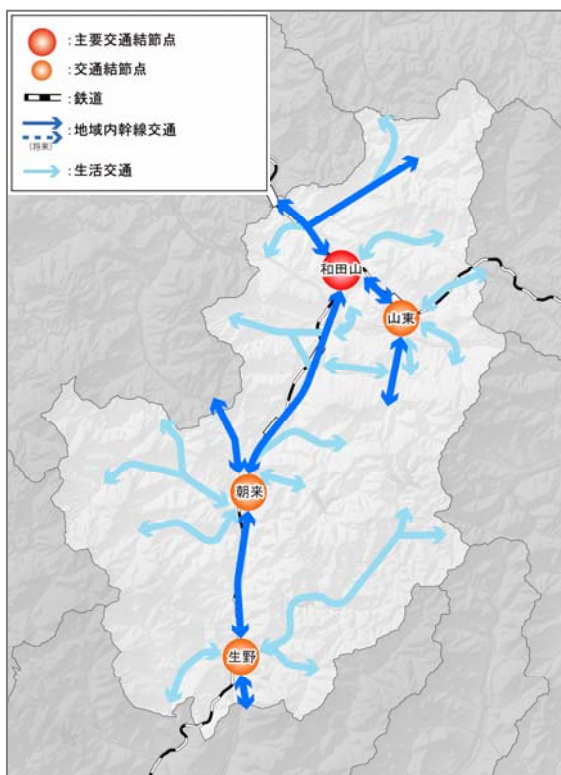 :主要交通結節点
:交通結節点
:鉄道
:地域内幹線交通
(将来)
:生活交通
和田山
山東
朝来
生野